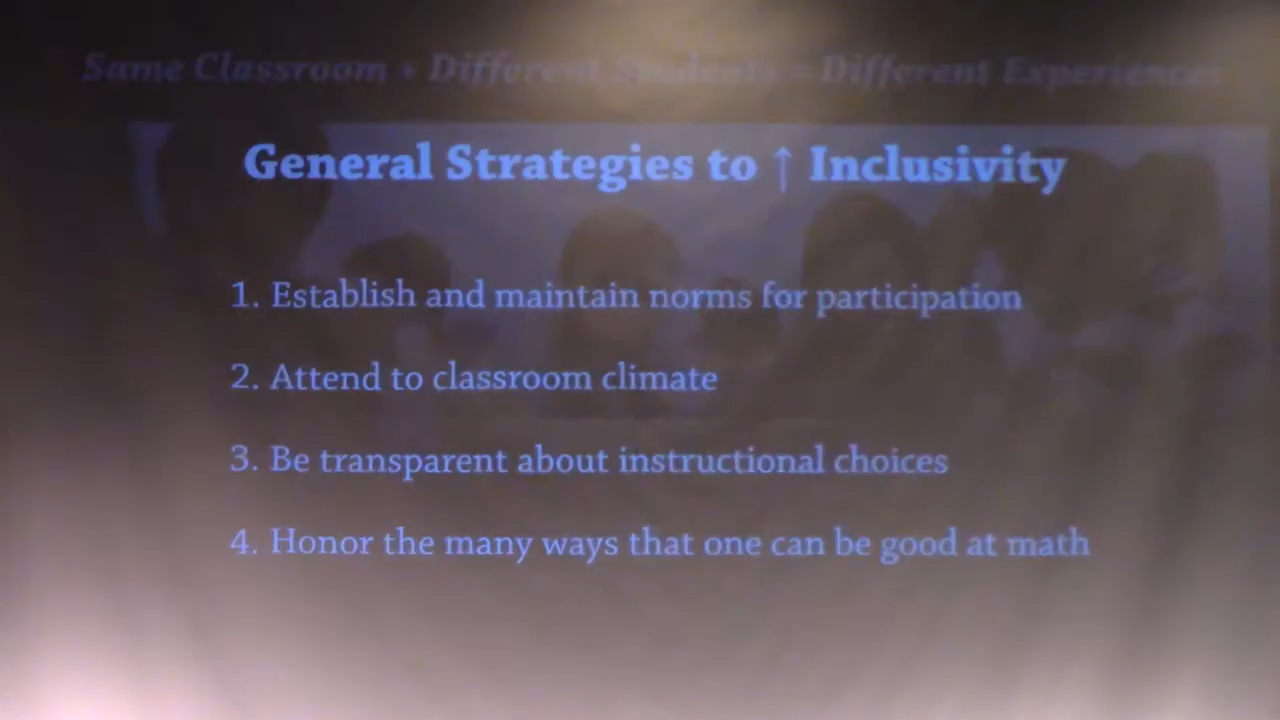 Same Classroom + Different Students = Different Experiences
General Strategies to ↑ Inclusivity
1. Establish and maintain norms for participation
2. Attend to classroom climate
3. Be transparent about instructional choices
4. Honor the many ways that one can be good at math